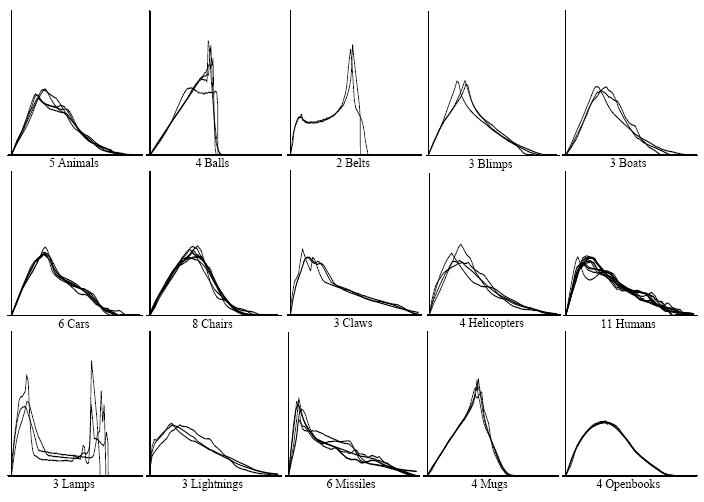 5 Animals
4 Balls
2 Belts
3 Blimps
3 Boats
6 Cars
8 Chairs
3 Claws
4 Helicopters
11 Humans
3 Lamps
3 Lightnings
6 Missiles
4 Mugs
4 Openbooks